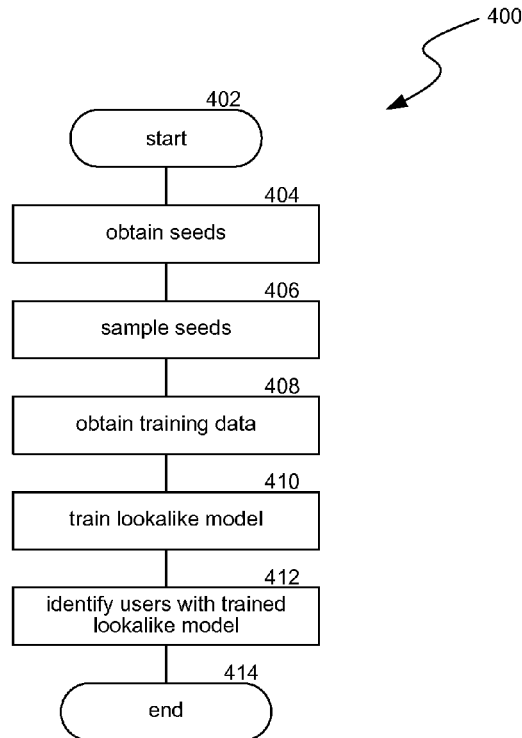 400
402
start
404
obtain seeds
406
sample seeds
408
obtain training data
410
train lookalike model
412
identify users with trained
lookalike model
414
end